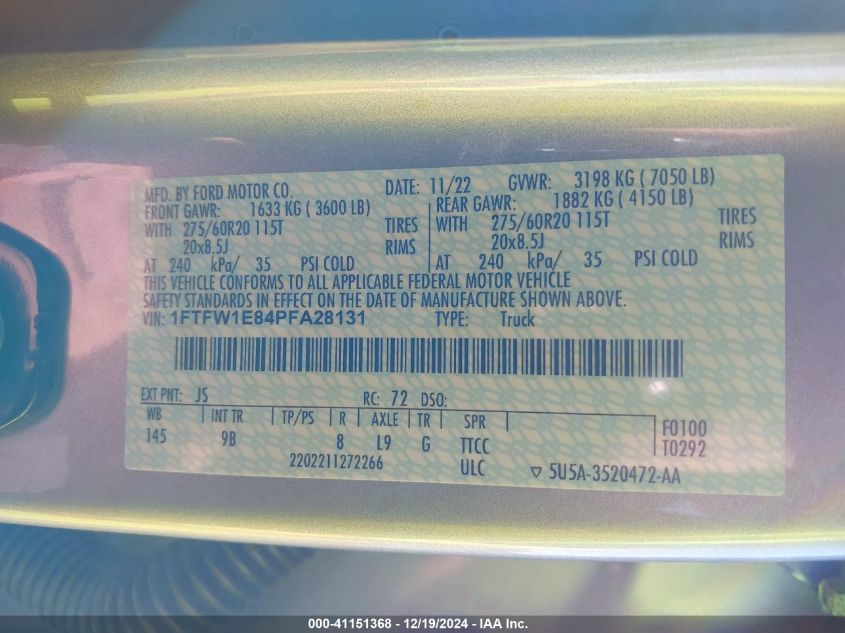 MFD. BY FORD MOTOR CO. DATE: 11/22 GVWR: 3198 KG ( 7050 LB)
FRONT GAWR: 1633 KG ( 3600 LB) REAR GAWR: 1882 KG ( 4150 LB)
WITH 275/60R20 115T TIRES WITH 275/60R20 115T TIRES
20x8.5J RIMS 20x8.5J RIMS
AT 240 kPa/ 35 PSI COLD AT 240 kPa/ 35 PSI COLD
THIS VEHICLE CONFORMS TO ALL APPLICABLE FEDERAL MOTOR VEHICLE
SAFETY STANDARDS IN EFFECT ON THE DATE OF MANUFACTURE SHOWN ABOVE.
VIN: 1FTFW1E84PFA28131 TYPE: Truck
EXT PNT: JS RC: 72 DSO:
WB INT TR TP/PS R AXLE TR SPR F0100
145 9B 8 L9 G TTCC T0292
2202211272266 ULC ▽ 5U5A-3520472-AA
000-41151368 - 12/19/2024 - IAA Inc.